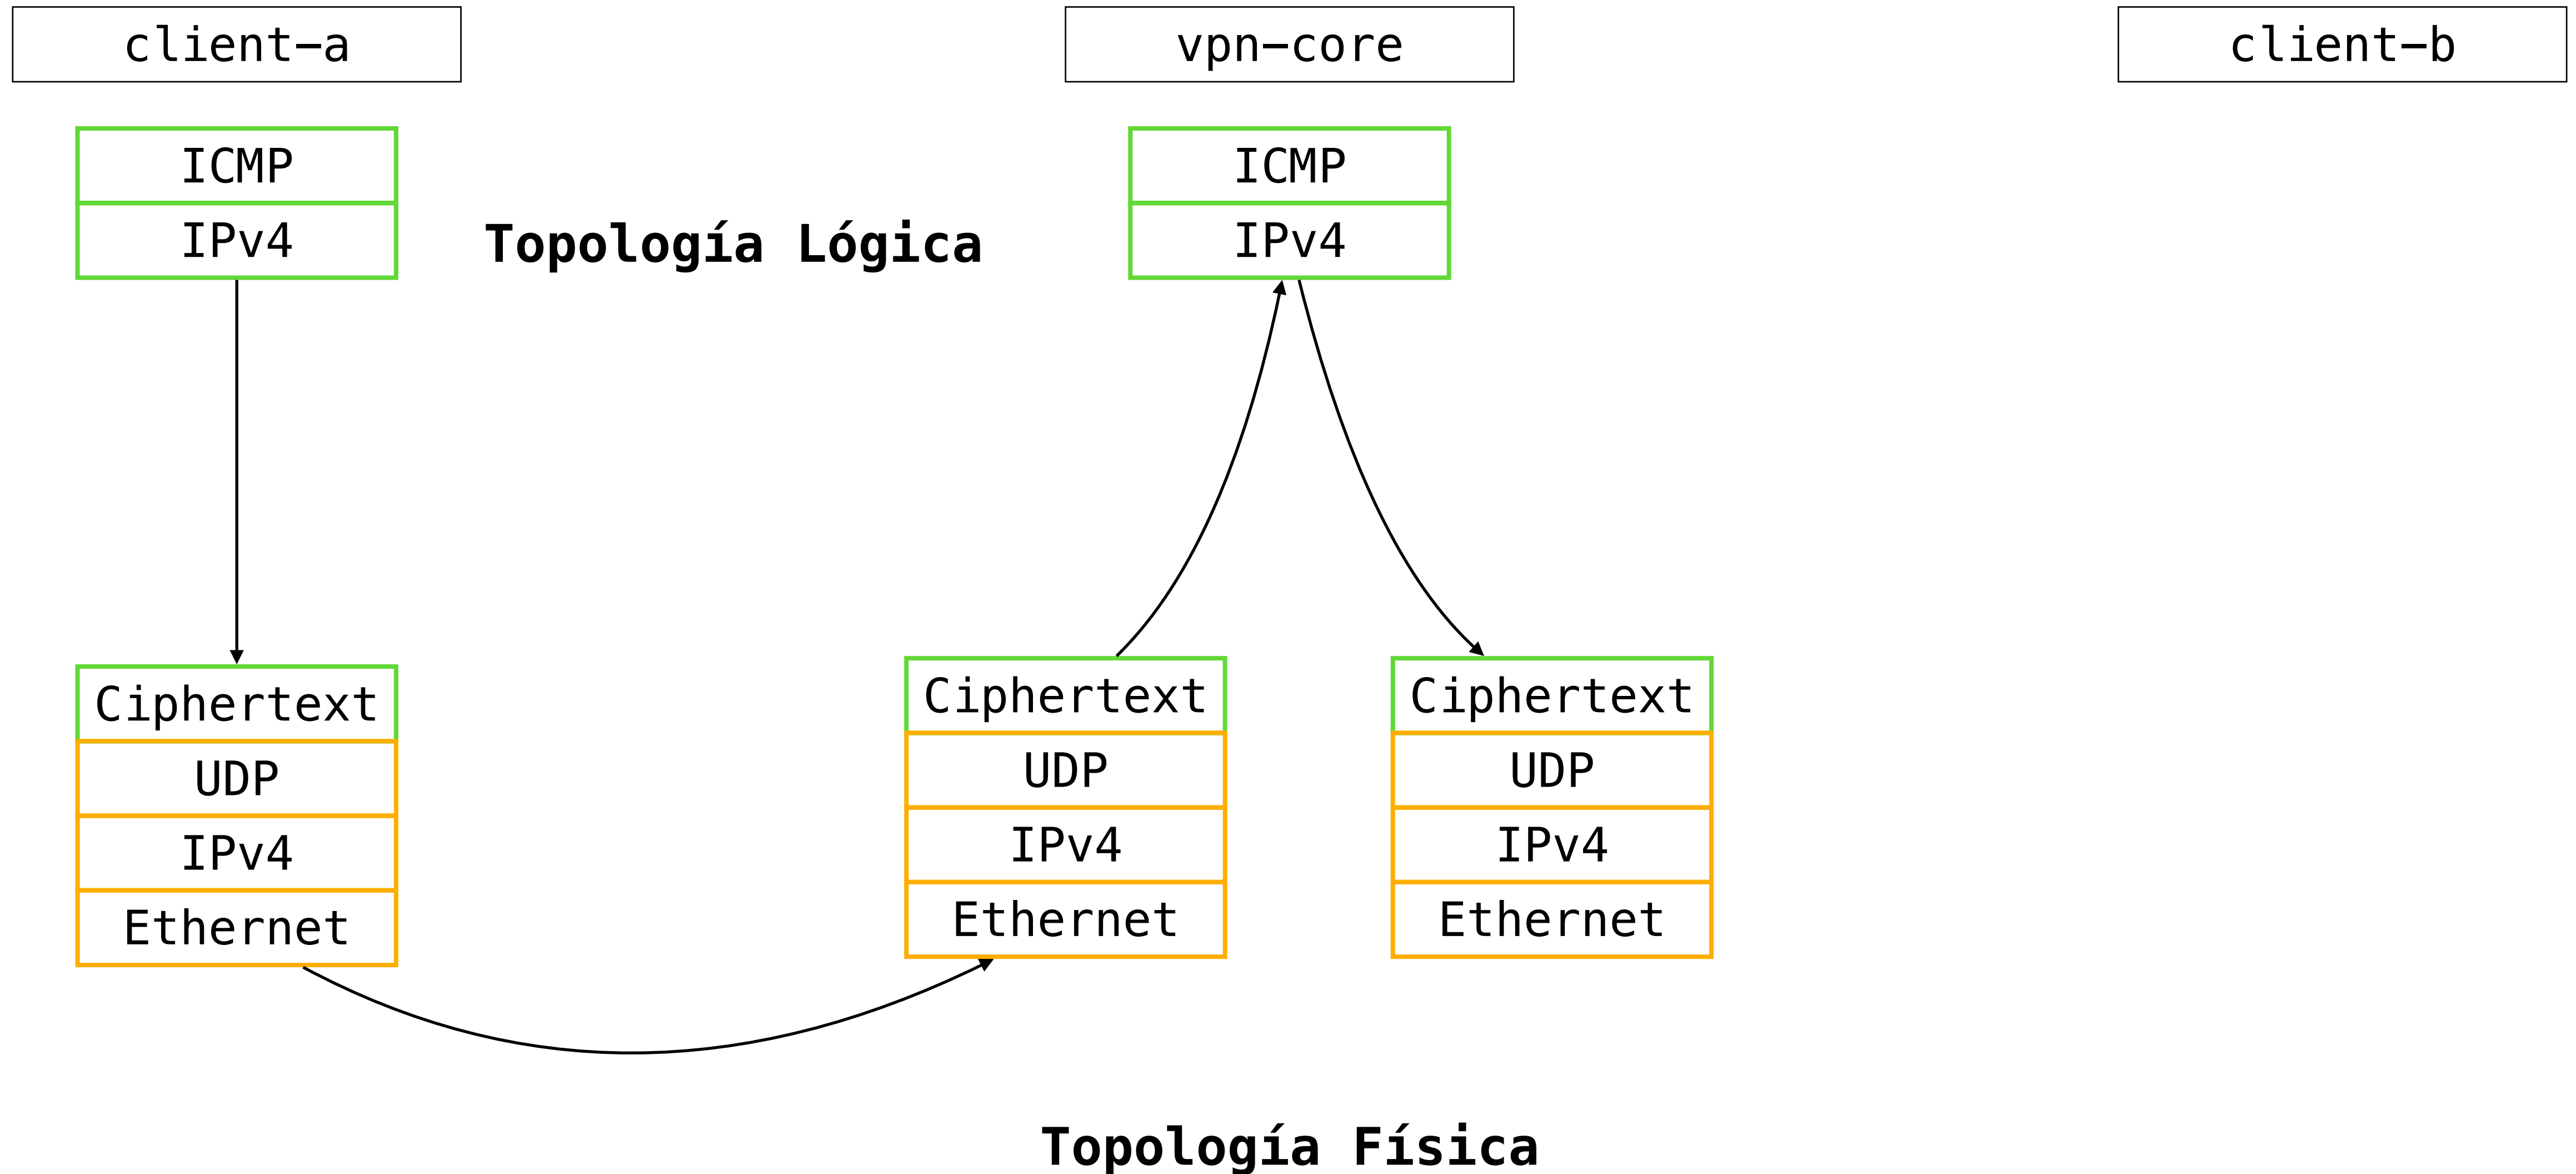 client-a
vpn-core
client-b
ICMP
IPv4
Topología Lógica
ICMP
IPv4
Ciphertext
UDP
IPv4
Ethernet
Ciphertext
UDP
IPv4
Ethernet
Ciphertext
UDP
IPv4
Ethernet
Topología Física